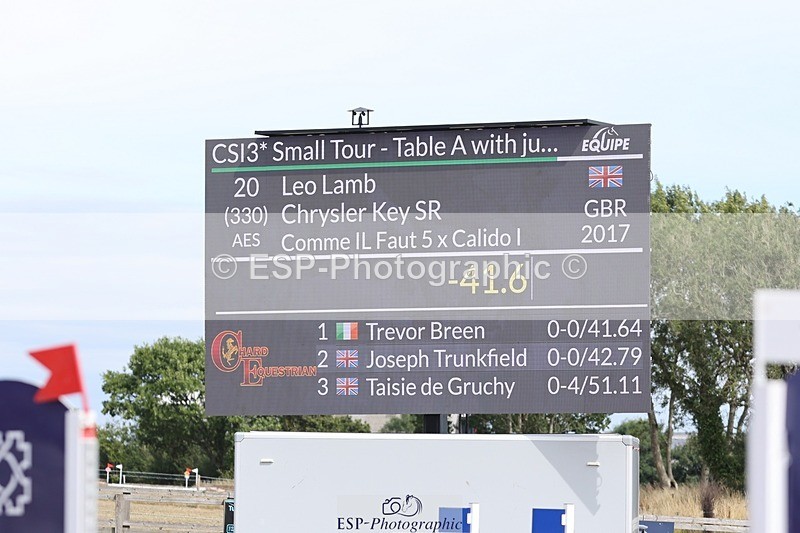 CSI3* Small Tour - Table A with ju...
EQUIPE
20 Leo Lamb
(330) Chrysler Key SR GBR
AES Comme IL Faut 5 x Calido I 2017
© ESP-Photographic ©
-41.6
CHARD EQUESTRIAN
1 Trevor Breen 0-0/41.64
2 Joseph Trunkfield 0-0/42.79
3 Taisie de Gruchy 0-4/51.11
ESP-Photographic